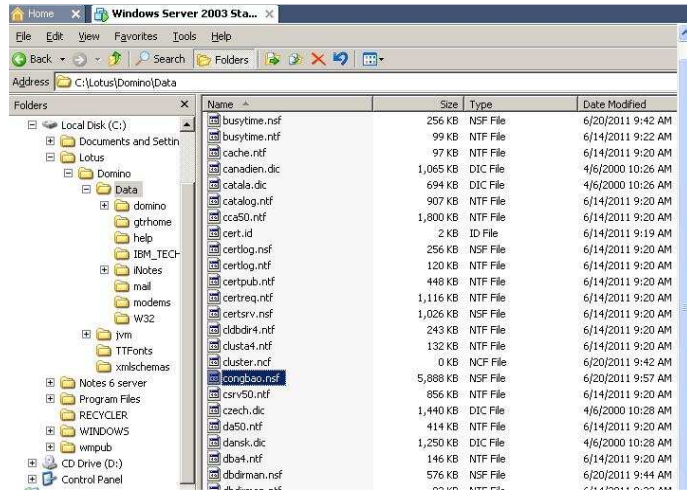 Home
Windows Server 2003 Sta...
File Edit View Favorites Tools Help
Back Search Folders
Address C:\Lotus\Domino\Data
Folders
Local Disk (C:)
Documents and Settin
Lotus
Domino
Data
domino
gtrhome
help
IBM_TECH
iNotes
mail
modems
W32
jvm
TTFonts
xmlschemas
Notes 6 server
Program Files
RECYCLER
WINDOWS
wmpub
CD Drive (D:)
Control Panel
Name Size Type Date Modified
busytime.nsf 256 KB NSF File 6/20/2011 9:42 AM
busytime.ntf 99 KB NTF File 6/14/2011 9:22 AM
cache.ntf 97 KB NTF File 6/14/2011 9:20 AM
canadien.dic 1,065 KB DIC File 4/6/2000 10:26 AM
catala.dic 694 KB DIC File 4/6/2000 10:26 AM
catalog.ntf 907 KB NTF File 6/14/2011 9:20 AM
cca50.ntf 1,800 KB NTF File 6/14/2011 9:20 AM
cert.id 2 KB ID File 6/14/2011 9:19 AM
certlog.nsf 256 KB NSF File 6/14/2011 9:20 AM
certlog.ntf 120 KB NTF File 6/14/2011 9:20 AM
certpub.ntf 448 KB NTF File 6/14/2011 9:20 AM
certreq.ntf 1,116 KB NTF File 6/14/2011 9:20 AM
certsrv.nsf 1,026 KB NSF File 6/14/2011 9:20 AM
cldbdir4.ntf 243 KB NTF File 6/14/2011 9:20 AM
clusta4.ntf 132 KB NTF File 6/14/2011 9:20 AM
cluster.ncf 0 KB NCF File 6/20/2011 9:42 AM
congbao.nsf 5,888 KB NSF File 6/20/2011 9:57 AM
csrv50.ntf 856 KB NTF File 6/14/2011 9:20 AM
czech.dic 1,440 KB DIC File 4/6/2000 10:28 AM
da50.ntf 414 KB NTF File 6/14/2011 9:20 AM
dansk.dic 1,250 KB DIC File 4/6/2000 10:28 AM
dba4.ntf 146 KB NTF File 6/14/2011 9:20 AM
dbdirman.nsf 576 KB NSF File 6/20/2011 9:44 AM